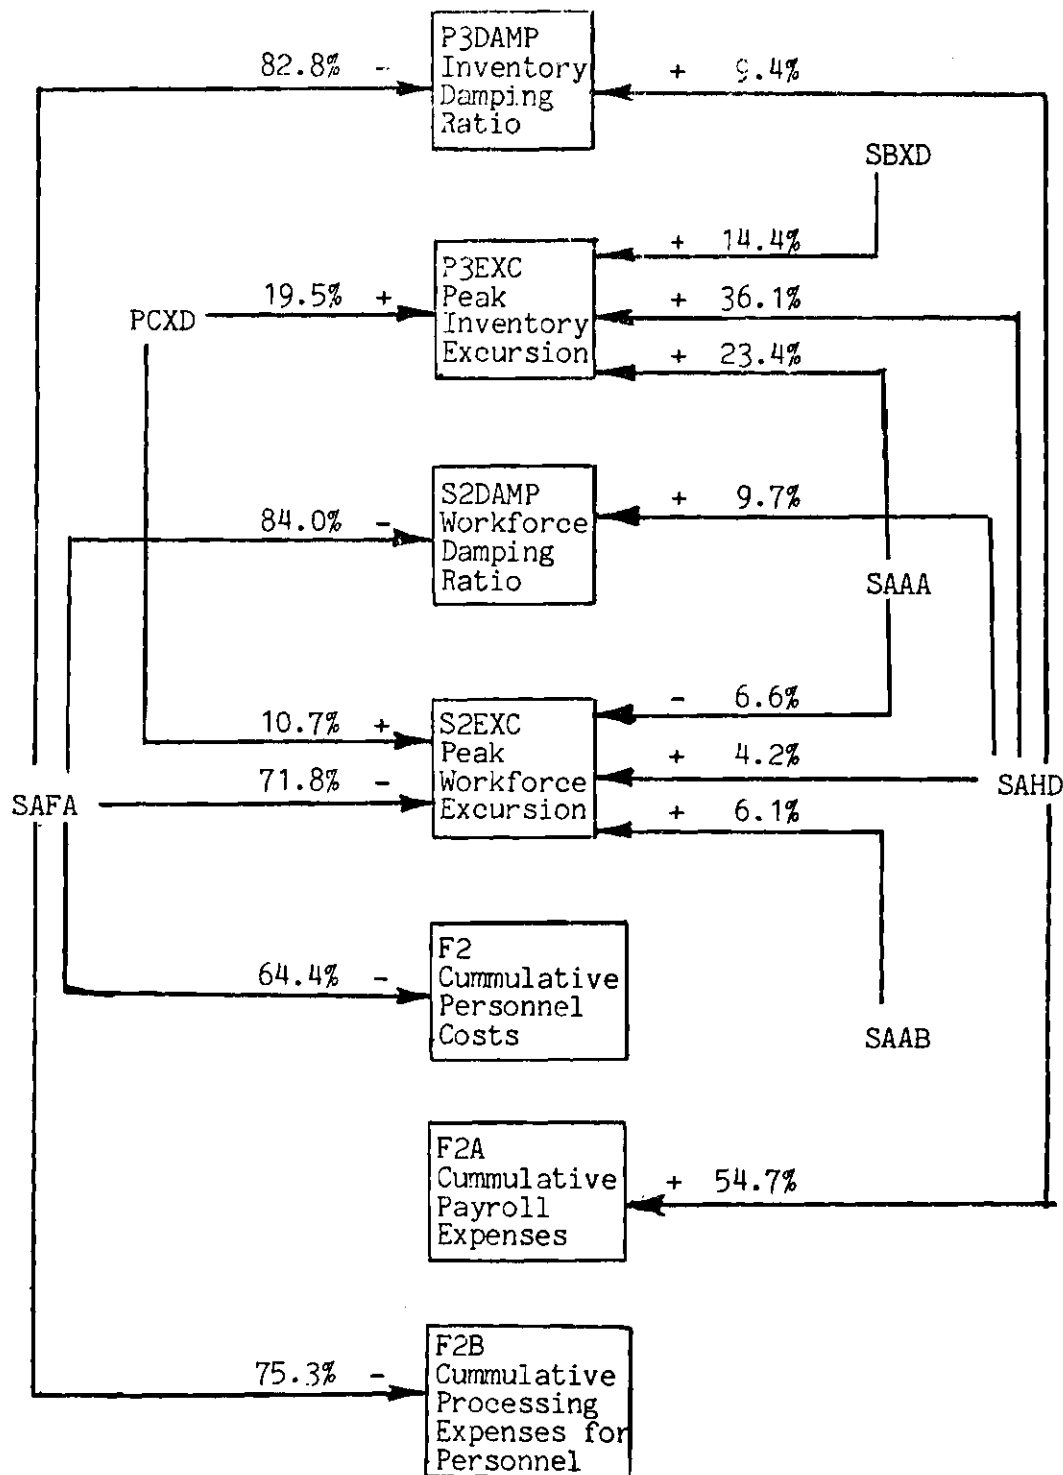 P3DAMP
Inventory
Damping
Ratio
82.8% -
+ 9.4%
SBXD
P3EXC
Peak
Inventory
Excursion
+ 14.4%
19.5% +
+ 36.1%
PCXD
+ 23.4%
S2DAMP
Workforce
Damping
Ratio
84.0% -
+ 9.7%
SAAA
S2EXC
Peak
Workforce
Excursion
- 6.6%
10.7% +
+ 4.2%
71.8% -
+ 6.1%
SAFA
SAHD
F2
Cummulative
Personnel
Costs
64.4% -
SAAB
F2A
Cummulative
Payroll
Expenses
+ 54.7%
F2B
Cummulative
Processing
Expenses for
Personnel
75.3% -